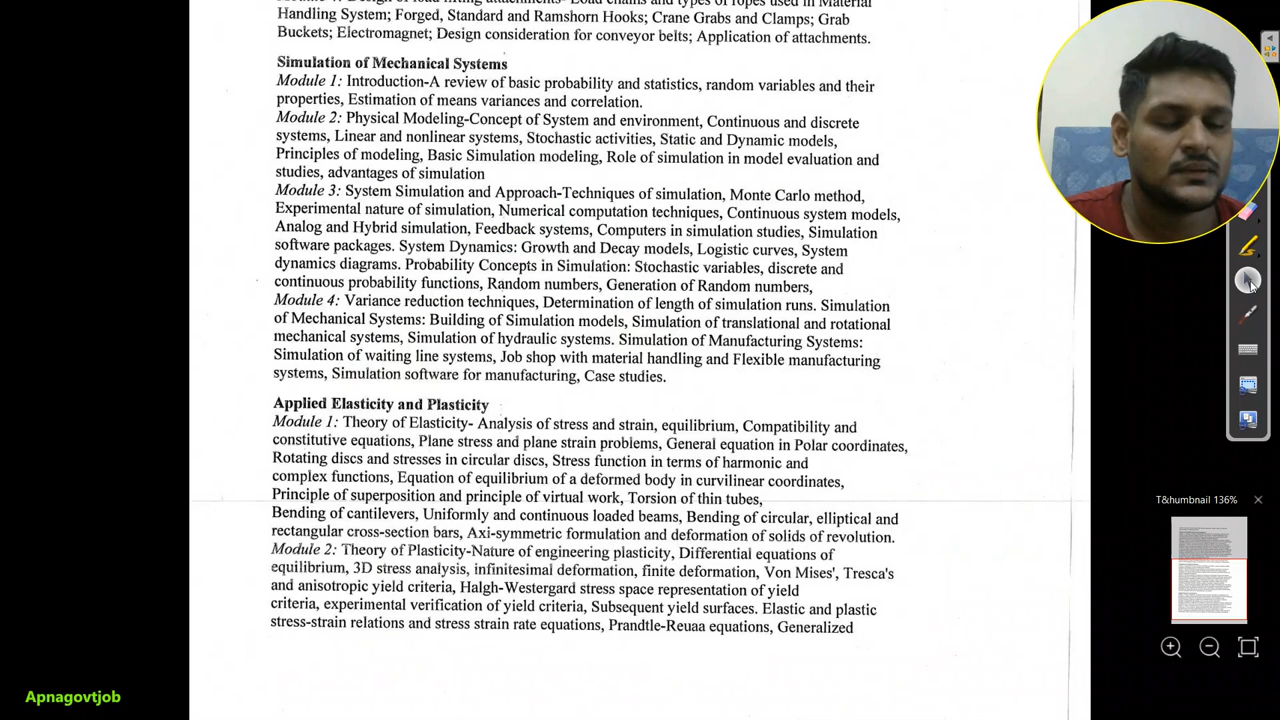 Handling System; Forged, Standard and Ramshorn Hooks; Crane Grabs and Clamps; Grab
Buckets; Electromagnet; Design consideration for conveyor belts; Application of attachments.
Simulation of Mechanical Systems
Module 1: Introduction-A review of basic probability and statistics, random variables and their
properties, Estimation of means variances and correlation.
Module 2: Physical Modeling-Concept of System and environment, Continuous and discrete
systems, Linear and nonlinear systems, Stochastic activities, Static and Dynamic models,
Principles of modeling, Basic Simulation modeling, Role of simulation in model evaluation and
studies, advantages of simulation
Module 3: System Simulation and Approach-Techniques of simulation, Monte Carlo method,
Experimental nature of simulation, Numerical computation techniques, Continuous system models,
Analog and Hybrid simulation, Feedback systems, Computers in simulation studies, Simulation
software packages. System Dynamics: Growth and Decay models, Logistic curves, System
dynamics diagrams. Probability Concepts in Simulation: Stochastic variables, discrete and
continuous probability functions, Random numbers, Generation of Random numbers,
Module 4: Variance reduction techniques, Determination of length of simulation runs. Simulation
of Mechanical Systems: Building of Simulation models, Simulation of translational and rotational
mechanical systems, Simulation of hydraulic systems. Simulation of Manufacturing Systems:
Simulation of waiting line systems, Job shop with material handling and Flexible manufacturing
systems, Simulation software for manufacturing, Case studies.
Applied Elasticity and Plasticity
Module 1: Theory of Elasticity- Analysis of stress and strain, equilibrium, Compatibility and
constitutive equations, Plane stress and plane strain problems, General equation in Polar coordinates,
Rotating discs and stresses in circular discs, Stress function in terms of harmonic and
complex functions, Equation of equilibrium of a deformed body in curvilinear coordinates,
Principle of superposition and principle of virtual work, Torsion of thin tubes,
Bending of cantilevers, Uniformly and continuous loaded beams, Bending of circular, elliptical and
rectangular cross-section bars, Axi-symmetric formulation and deformation of solids of revolution.
Module 2: Theory of Plasticity-Nature of engineering plasticity, Differential equations of
equilibrium, 3D stress analysis, infinitesimal deformation, finite deformation, Von Mises', Tresca's
and anisotropic yield criteria, Halgh-Westergard stress space representation of yield
criteria, experimental verification of yield criteria, Subsequent yield surfaces. Elastic and plastic
stress-strain relations and stress strain rate equations, Prandtle-Reuaa equations, Generalized
T&humbnail 136%
Apnagovtjob